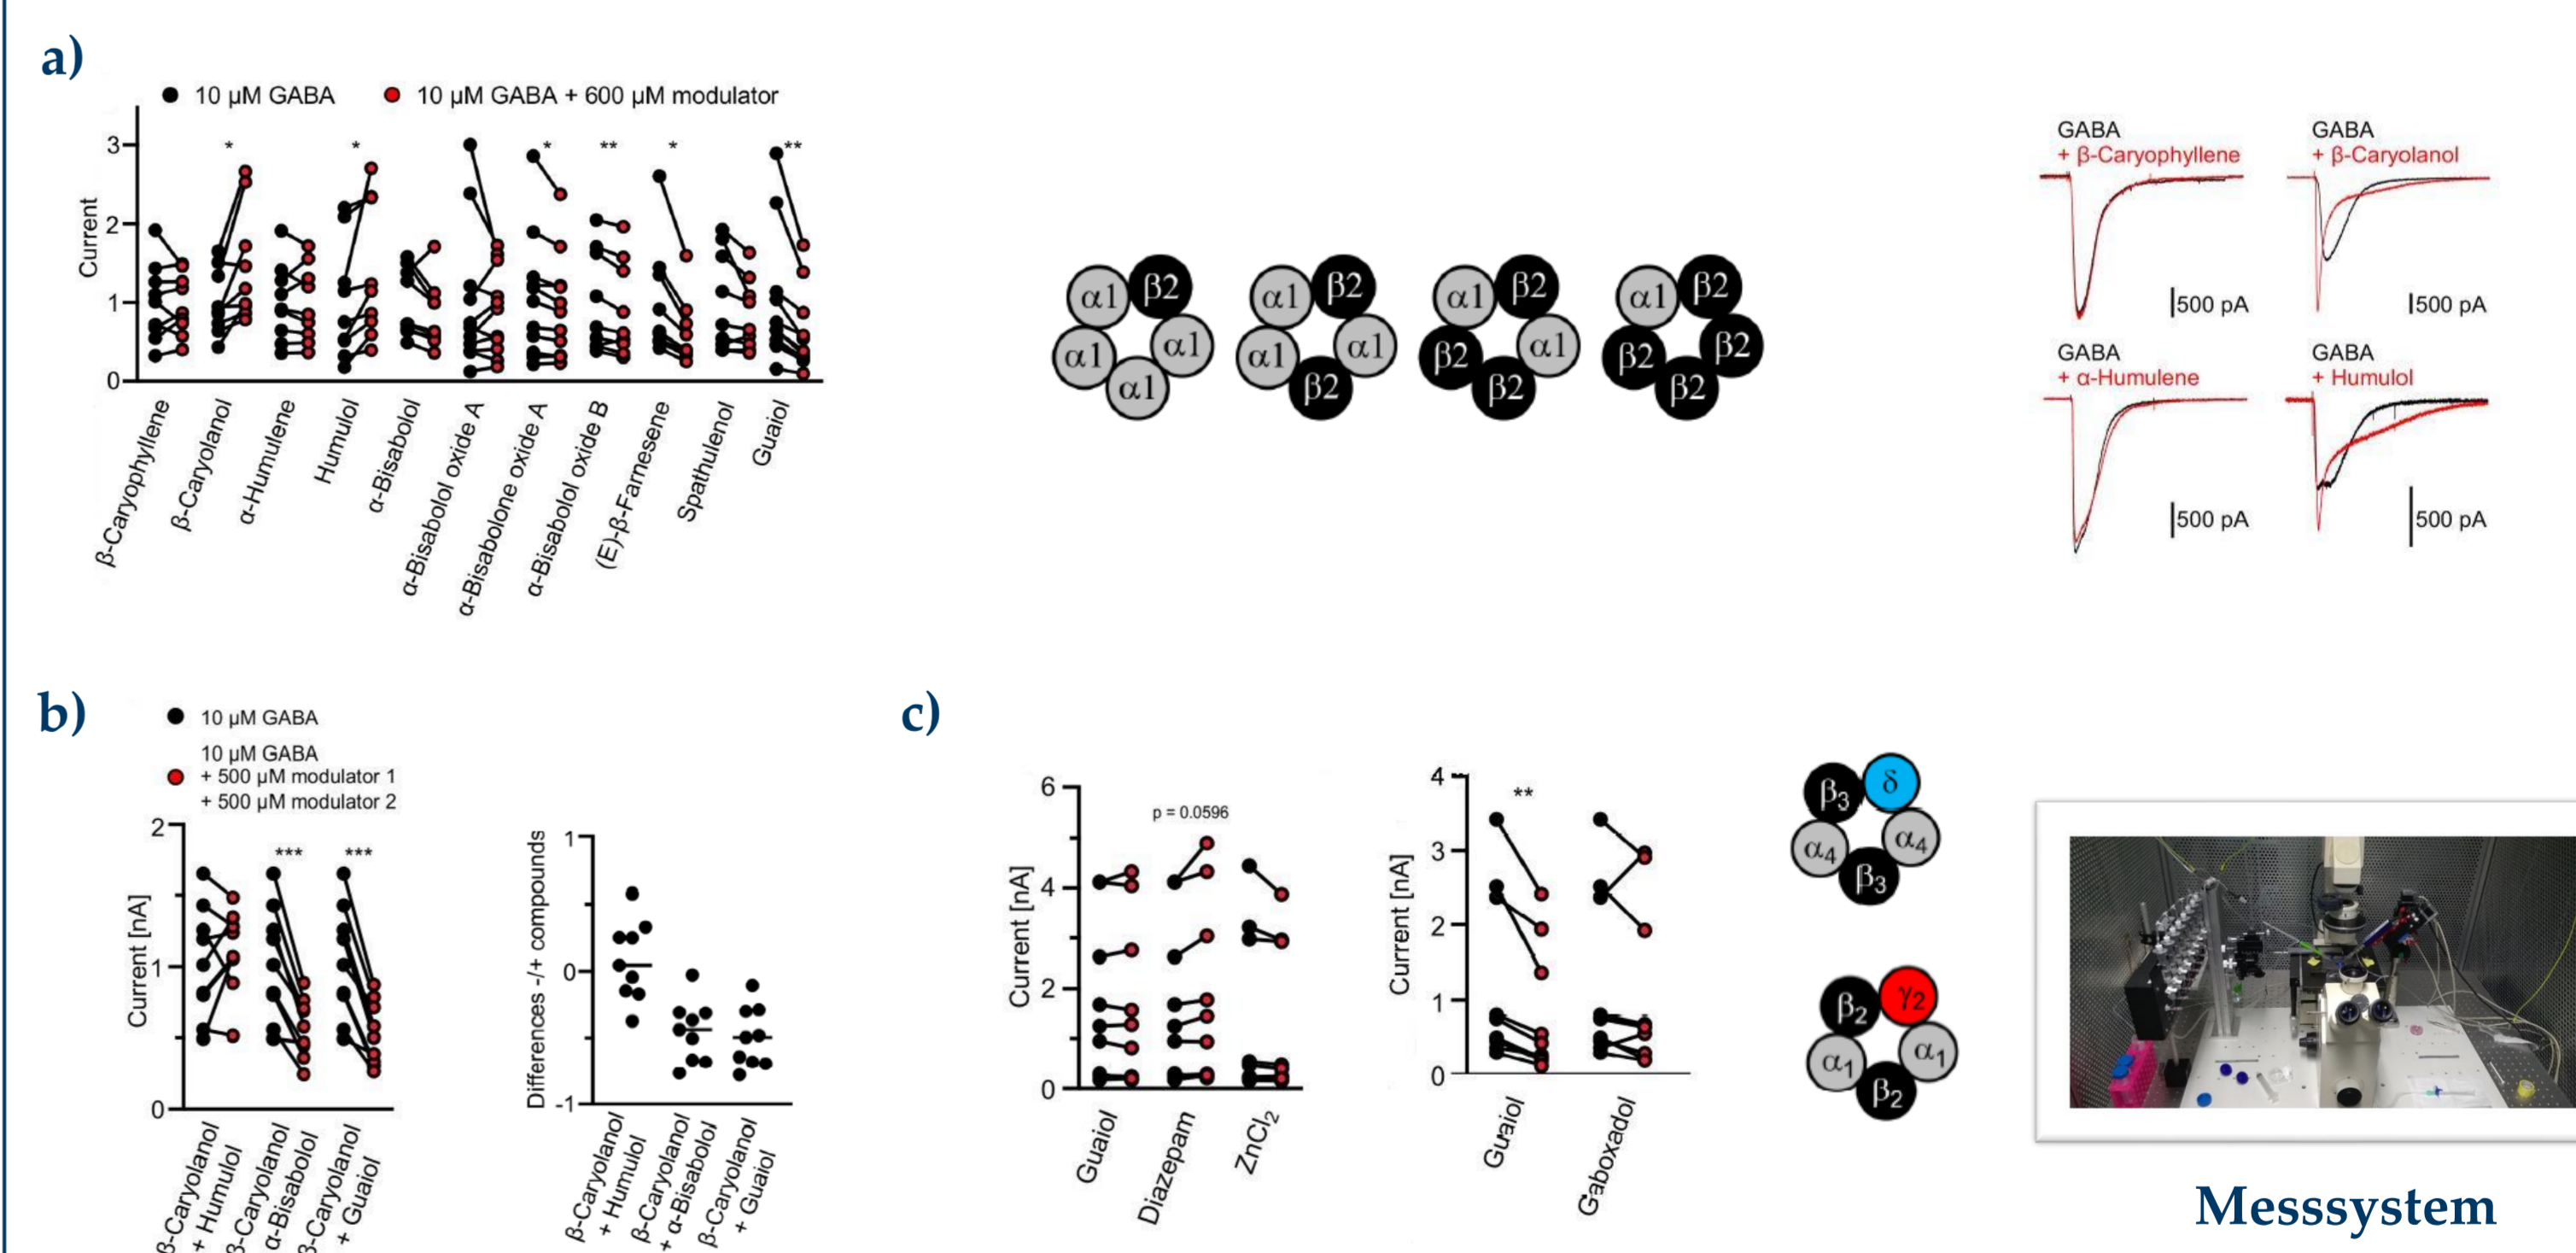 a)
10 µM GABA
10 µM GABA + 600 µM modulator
Current
3
2
1
0
*
*
*
**
*
**
β-Caryophyllene
β-Caryolanol
α-Humulene
Humulol
α-Bisabolol
α-Bisabolol oxide A
α-Bisabolone oxide A
α-Bisabolol oxide B
(E)-β-Farnesene
Spathulenol
Guaiol
α1 β2 α1 α1 α1
α1 β2 α1 β2 α1
α1 β2 α1 β2 β2
α1 β2 β2 β2 β2
GABA
+ β-Caryophyllene
500 pA
GABA
+ β-Caryolanol
500 pA
GABA
+ α-Humulene
500 pA
GABA
+ Humulol
500 pA
b)
10 µM GABA
10 µM GABA
+ 500 µM modulator 1
+ 500 µM modulator 2
Current [nA]
2
1
0
***
***
β-Caryolanol
+ Humulol
β-Caryolanol
α-Bisabolol
β-Caryolanol
+ Guaiol
Differences -/+ compounds
1
0
-1
β-Caryolanol
+ Humulol
β-Caryolanol
+ α-Bisabolol
β-Caryolanol
+ Guaiol
c)
Current [nA]
6
4
2
0
p = 0.0596
Guaiol
Diazepam
ZnCl₂
Current [nA]
4
3
2
1
0
**
Guaiol
Gaboxadol
β₃ δ α₄ β₃ α₄
β₂ γ₂ α₁ β₂ α₁
Messsystem